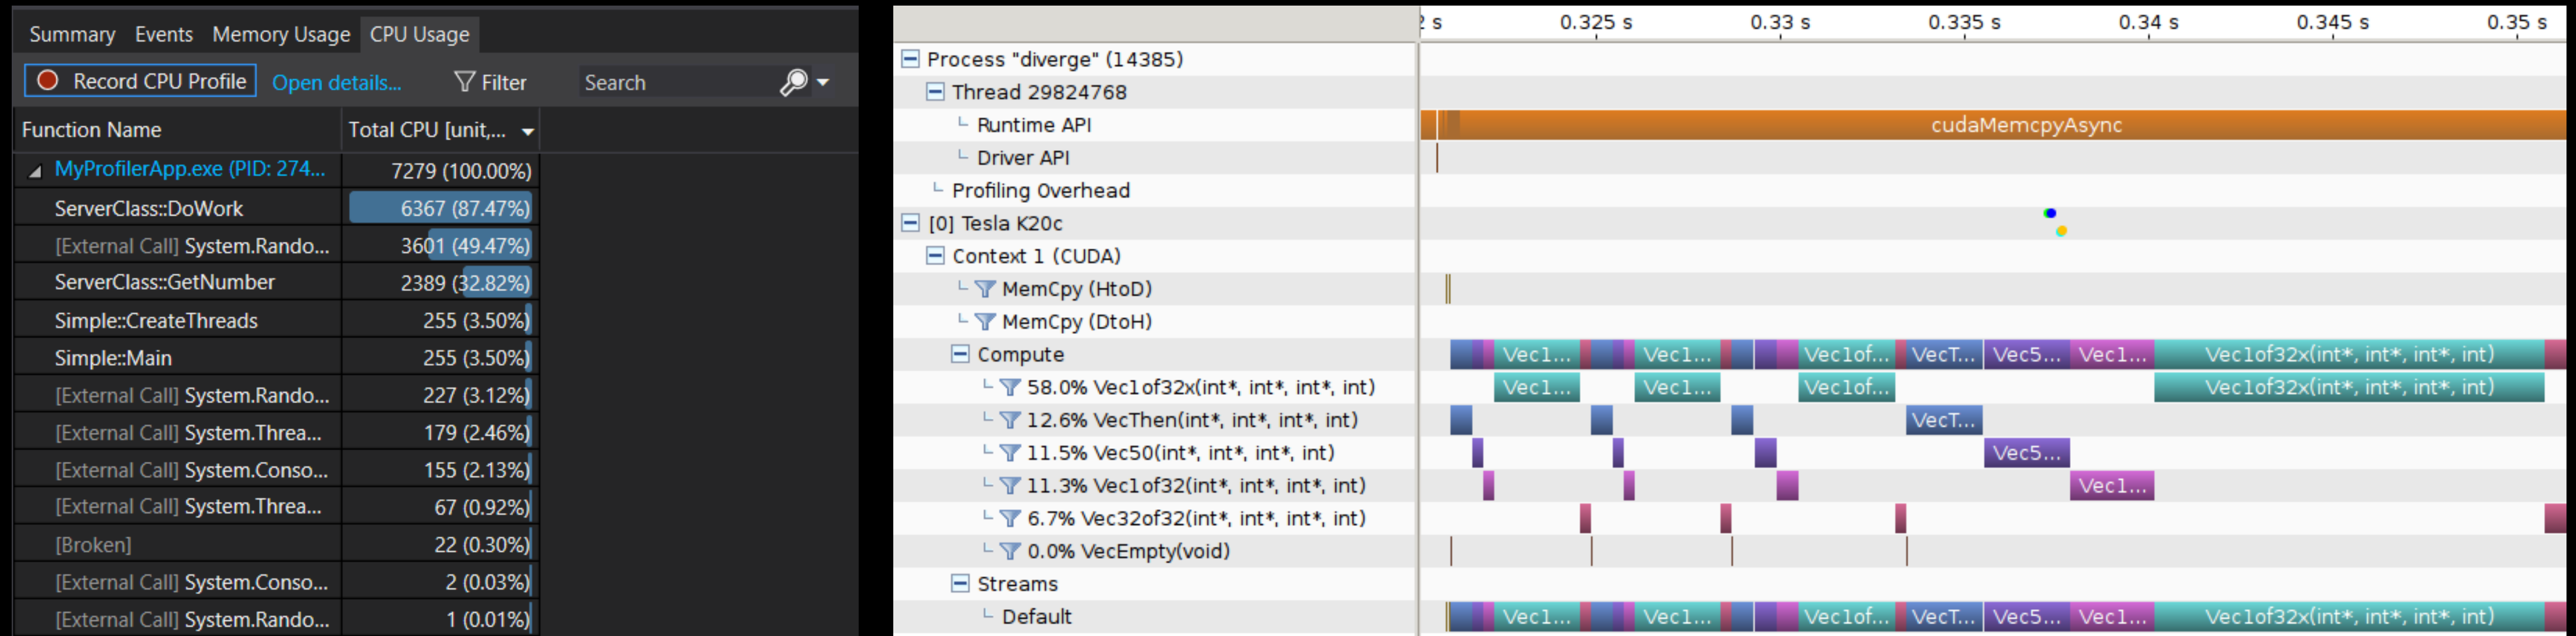 Summary Events Memory Usage CPU Usage
Record CPU Profile Open details... Filter Search
Function Name Total CPU [unit,...
MyProfilerApp.exe (PID: 274... 7279 (100.00%)
ServerClass::DoWork 6367 (87.47%)
[External Call] System.Rando... 3601 (49.47%)
ServerClass::GetNumber 2389 (32.82%)
Simple::CreateThreads 255 (3.50%)
Simple::Main 255 (3.50%)
[External Call] System.Rando... 227 (3.12%)
[External Call] System.Threa... 179 (2.46%)
[External Call] System.Conso... 155 (2.13%)
[External Call] System.Threa... 67 (0.92%)
[Broken] 22 (0.30%)
[External Call] System.Conso... 2 (0.03%)
[External Call] System.Rando... 1 (0.01%)
2 s 0.325 s 0.33 s 0.335 s 0.34 s 0.345 s 0.35 s
Process "diverge" (14385)
Thread 29824768
Runtime API cudaMemcpyAsync
Driver API
Profiling Overhead
[0] Tesla K20c
Context 1 (CUDA)
MemCpy (HtoD)
MemCpy (DtoH)
Compute Vec1... Vec1... Vec1of... VecT... Vec5... Vec1... Vec1of32x(int*, int*, int*, int)
58.0% Vec1of32x(int*, int*, int*, int) Vec1... Vec1... Vec1of... Vec1of32x(int*, int*, int*, int)
12.6% VecThen(int*, int*, int*, int) VecT...
11.5% Vec50(int*, int*, int*, int) Vec5...
11.3% Vec1of32(int*, int*, int*, int) Vec1...
6.7% Vec32of32(int*, int*, int*, int)
0.0% VecEmpty(void)
Streams
Default Vec1... Vec1... Vec1of... VecT... Vec5... Vec1... Vec1of32x(int*, int*, int*, int)